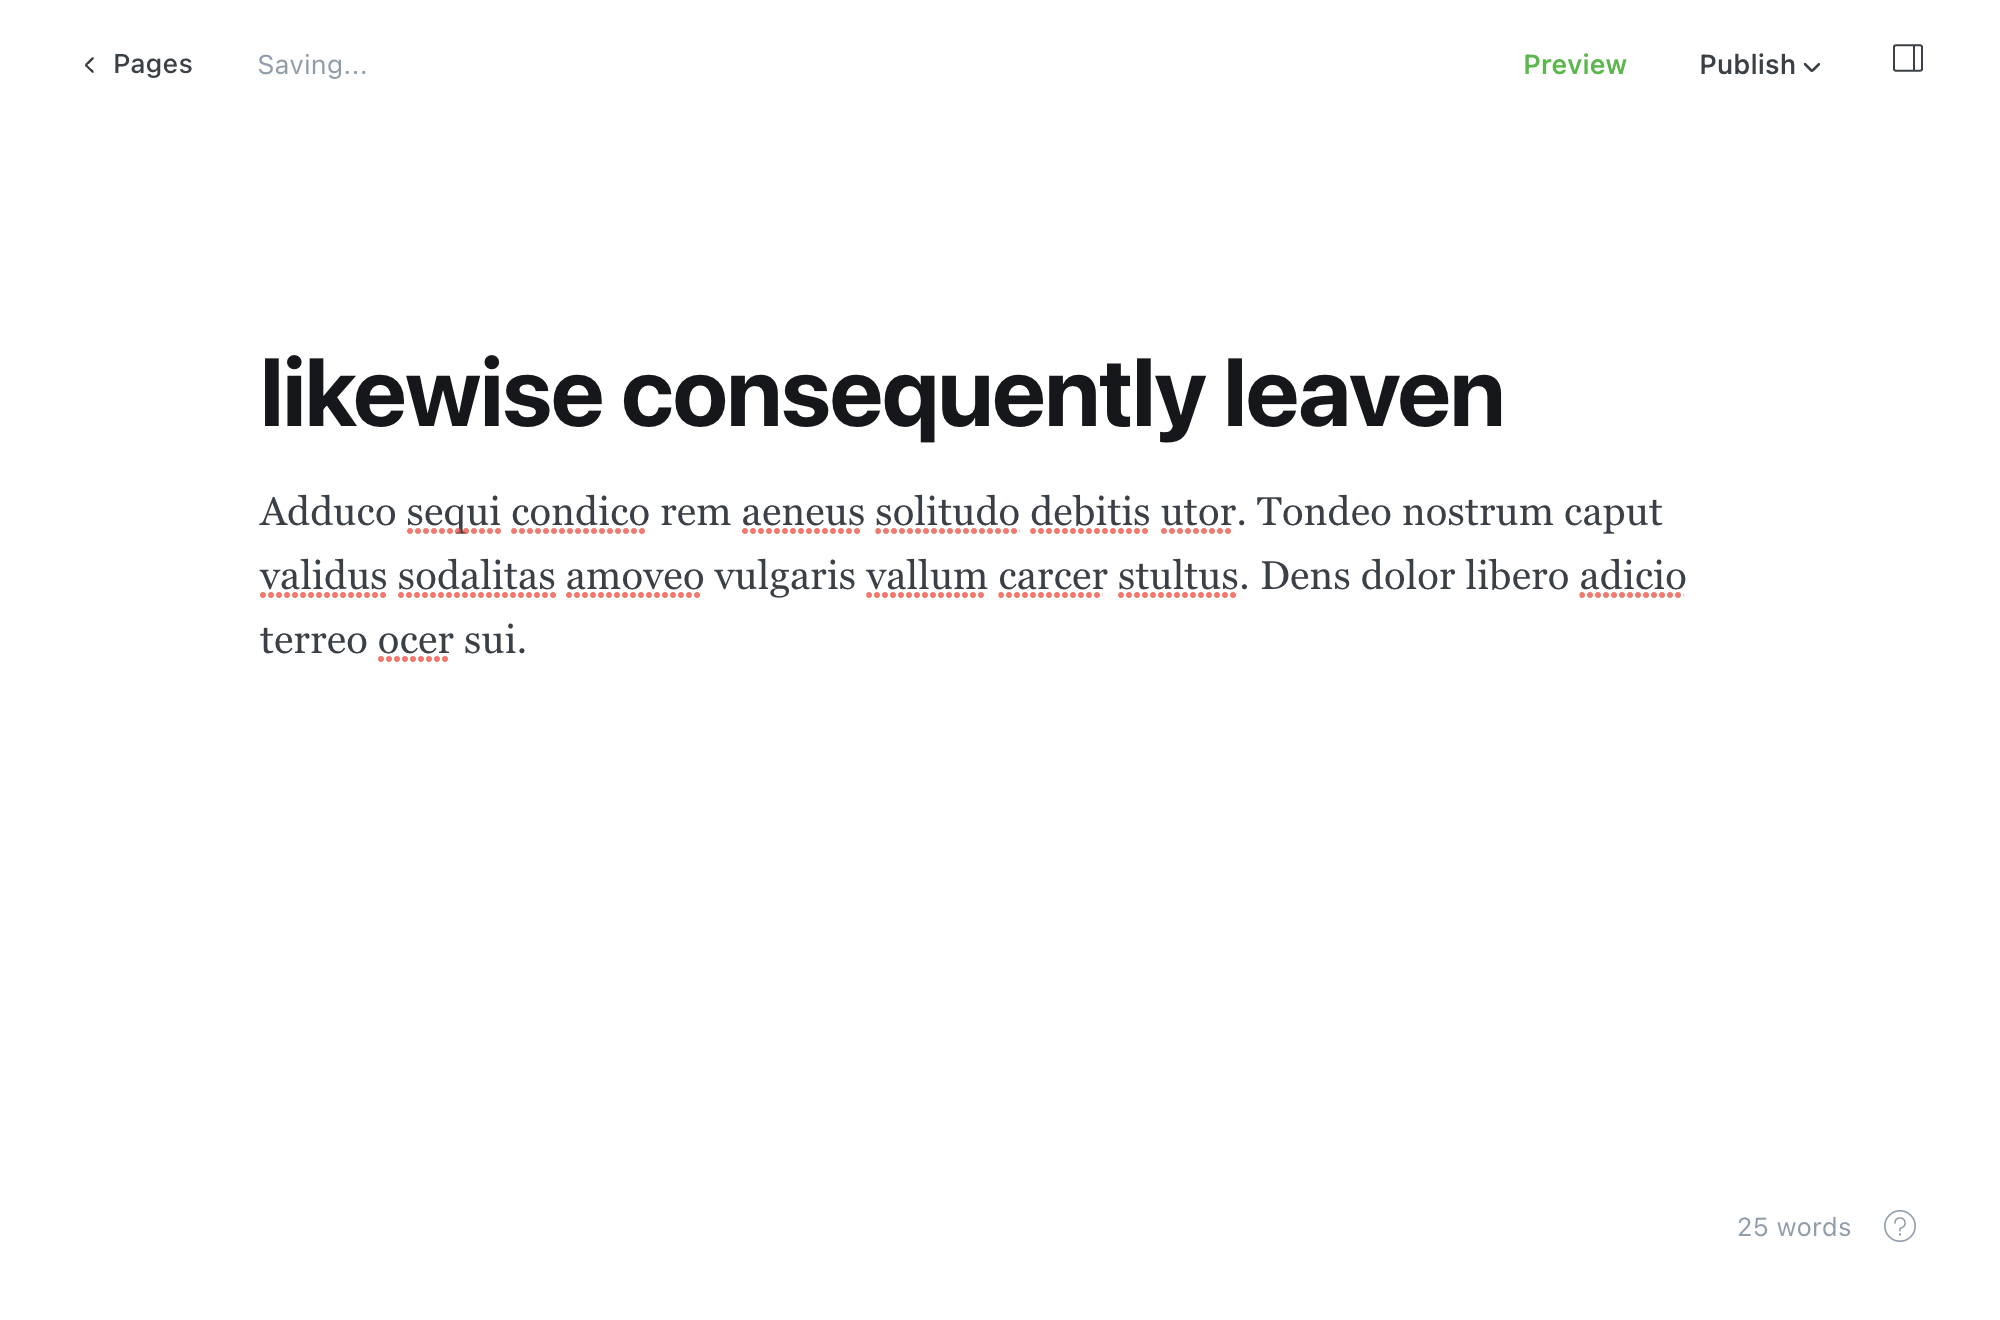 Pages
Saving...
Preview
Publish
likewise consequently leaven
Adduco sequi condico rem aeneus solitudo debitis utor. Tondeo nostrum caput
validus sodalitas amoveo vulgaris vallum carcer stultus. Dens dolor libero adicio
terreo ocer sui.
25 words
?